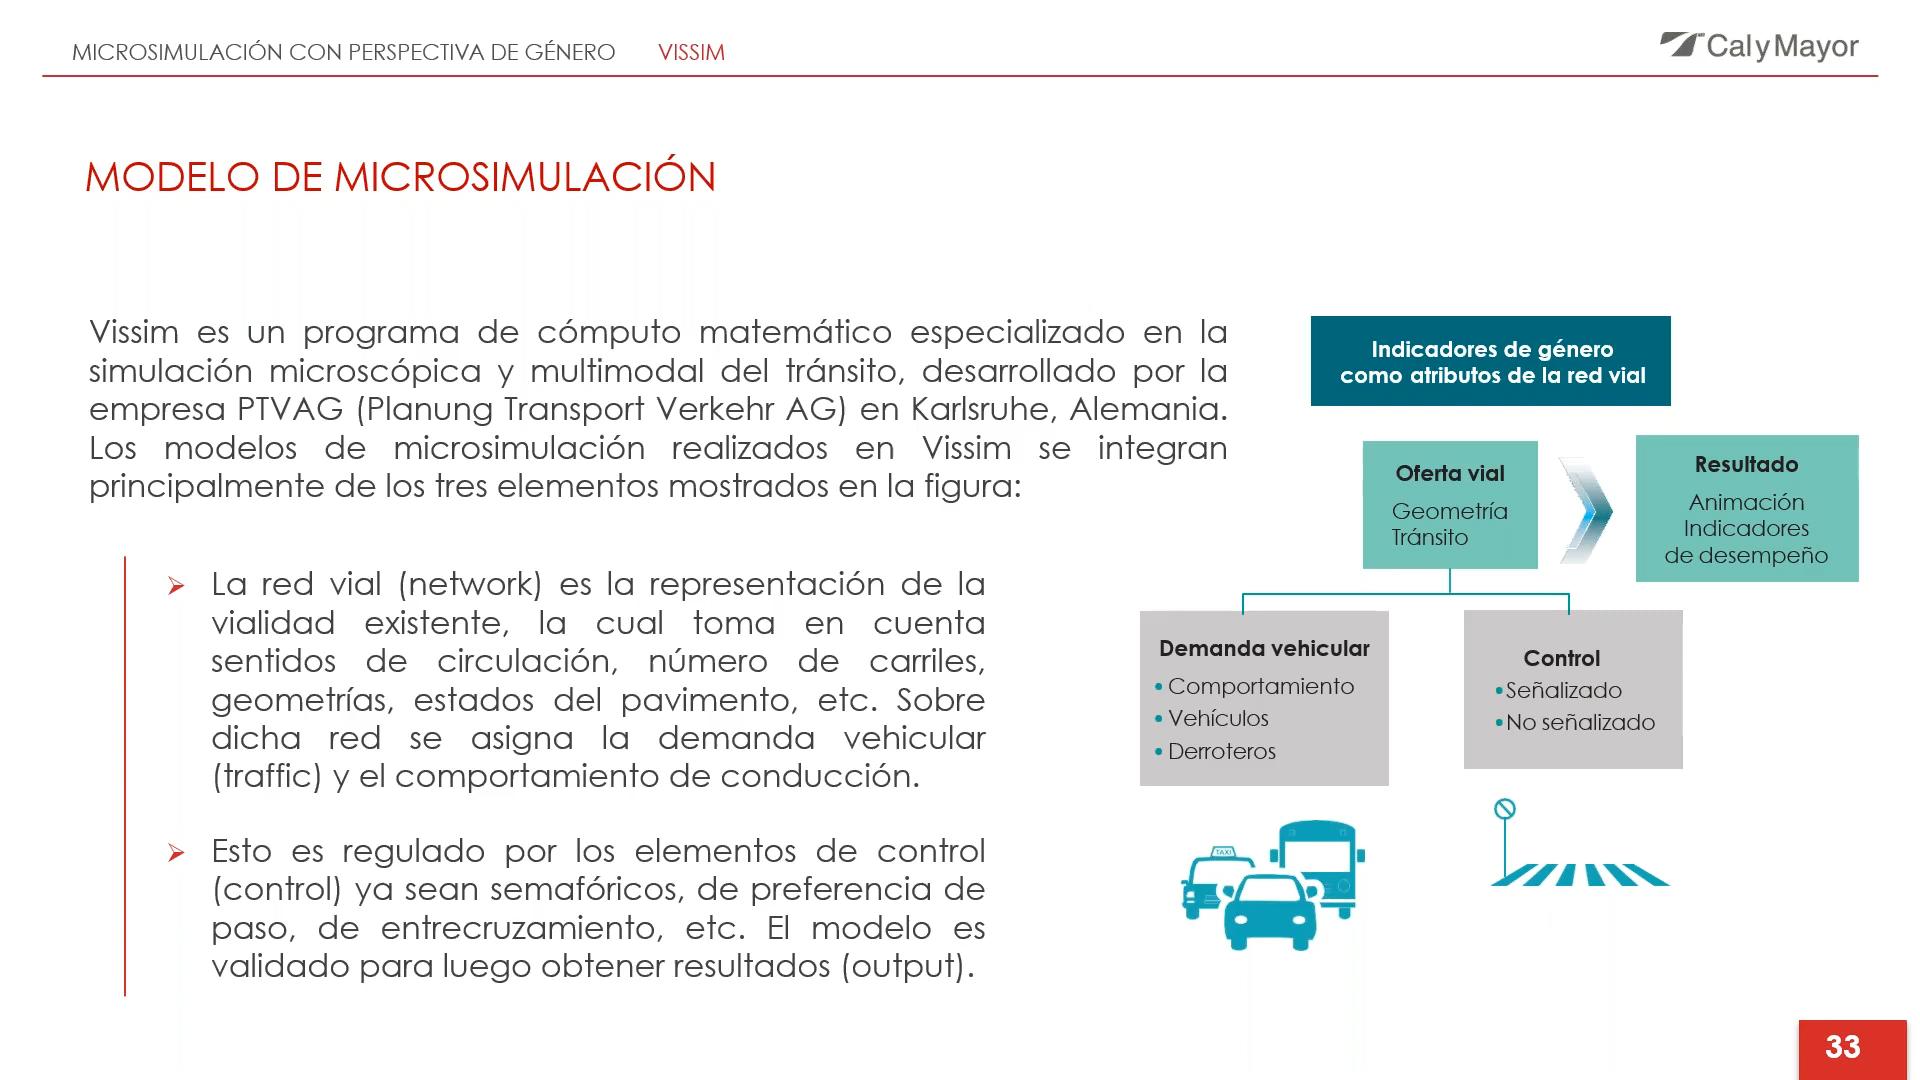 MICROSIMULACIÓN CON PERSPECTIVA DE GÉNERO VISSIM
CalyMayor
MODELO DE MICROSIMULACIÓN
Vissim es un programa de cómputo matemático especializado en la
simulación microscópica y multimodal del tránsito, desarrollado por la
empresa PTVAG (Planung Transport Verkehr AG) en Karlsruhe, Alemania.
Los modelos de microsimulación realizados en Vissim se integran
principalmente de los tres elementos mostrados en la figura:
La red vial (network) es la representación de la
vialidad existente, la cual toma en cuenta
sentidos de circulación, número de carriles,
geometrías, estados del pavimento, etc. Sobre
dicha red se asigna la demanda vehicular
(traffic) y el comportamiento de conducción.
Esto es regulado por los elementos de control
(control) ya sean semafóricos, de preferencia de
paso, de entrecruzamiento, etc. El modelo es
validado para luego obtener resultados (output).
Indicadores de género
como atributos de la red vial
Oferta vial
Geometría
Tránsito
Resultado
Animación
Indicadores
de desempeño
Demanda vehicular
• Comportamiento
• Vehículos
• Derroteros
Control
• Señalizado
• No señalizado
TAXI
33